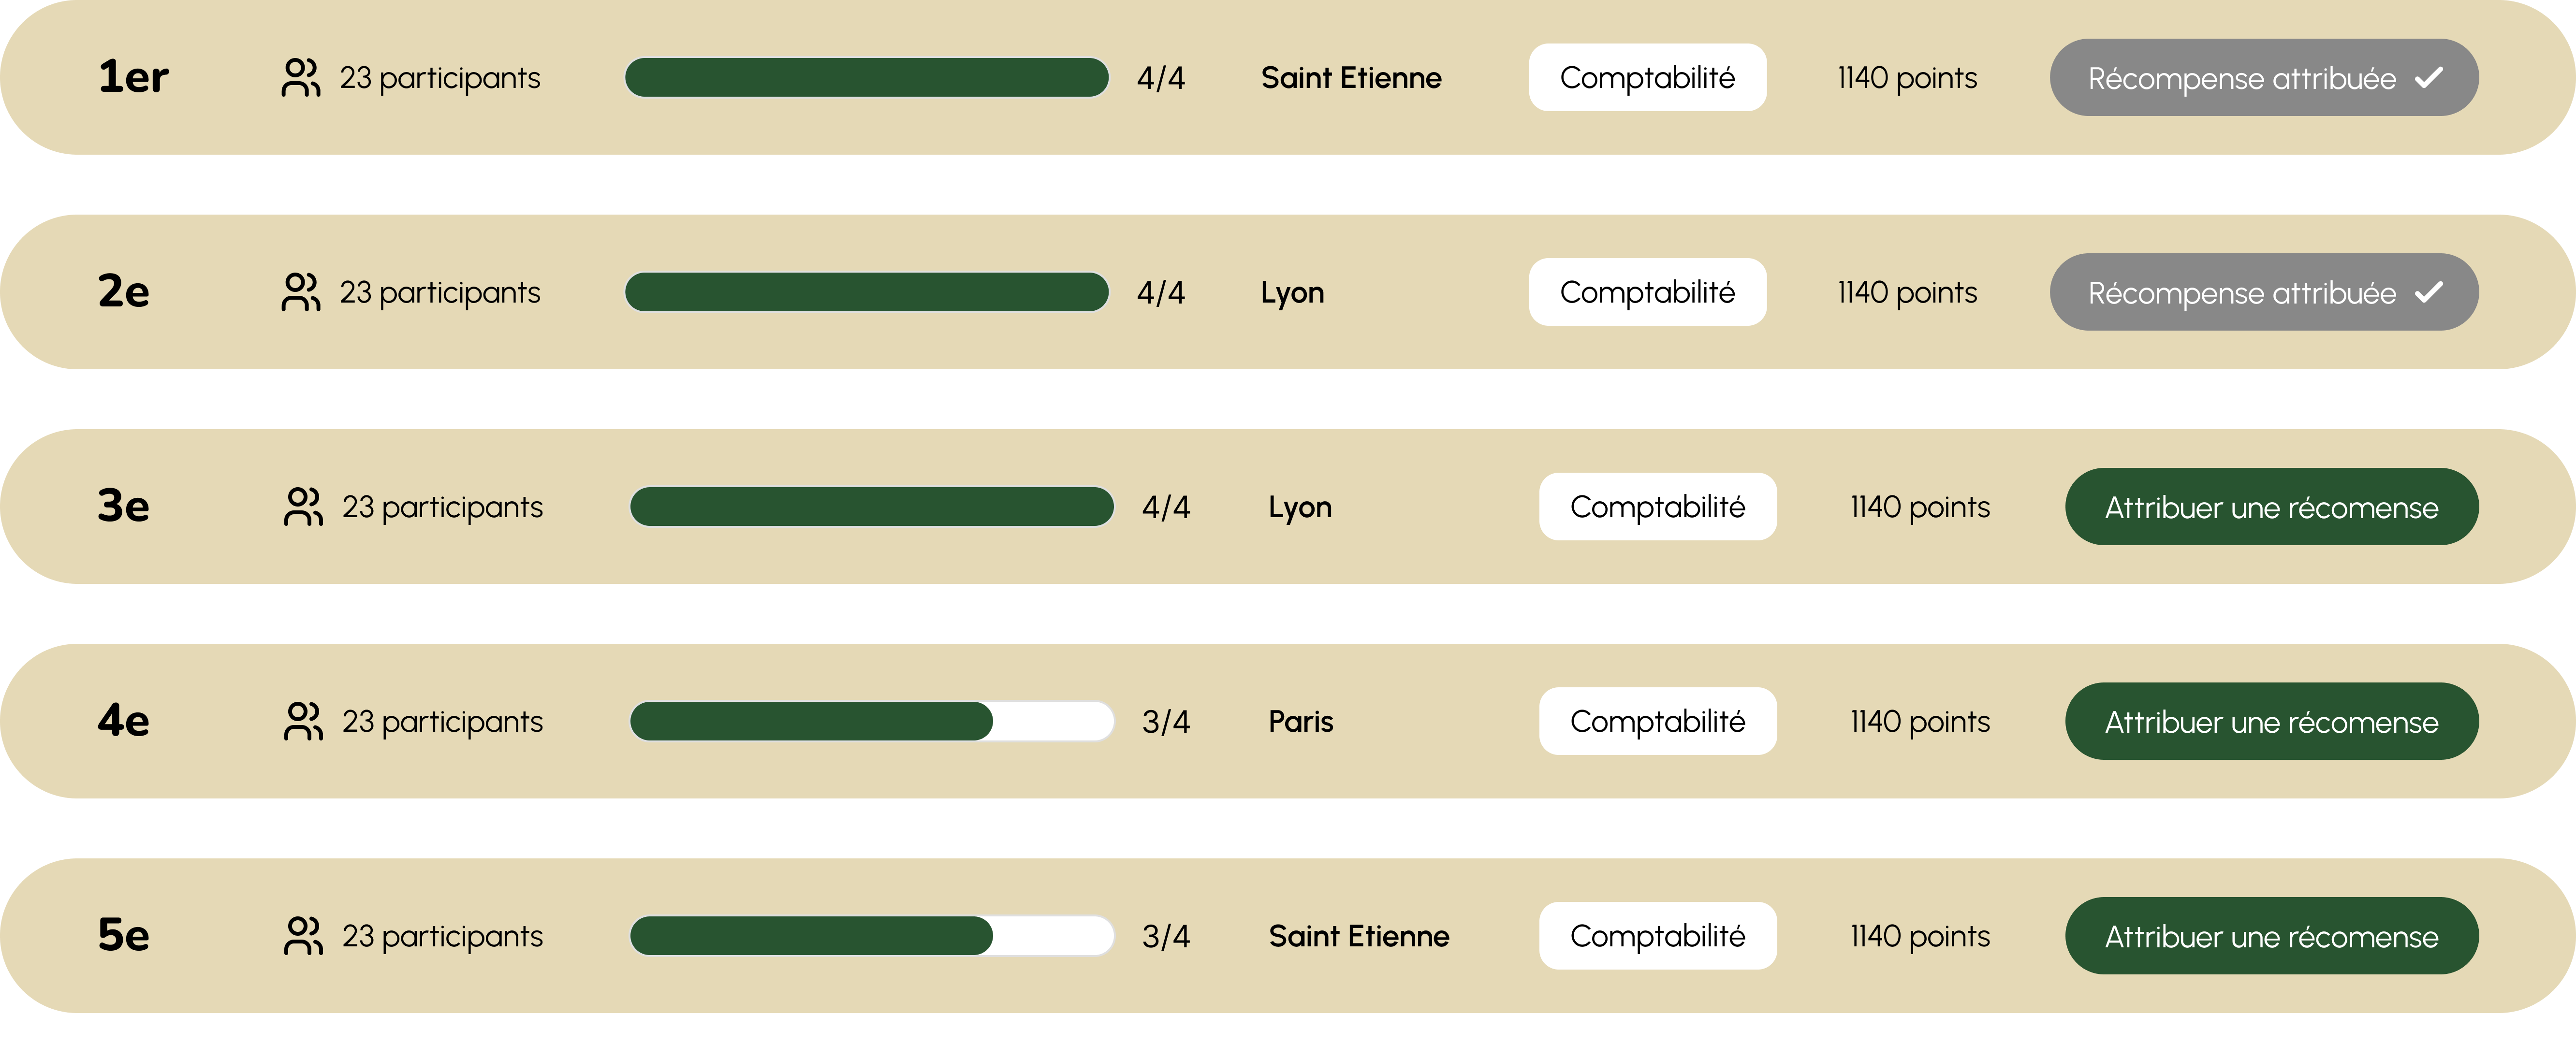 1er 23 participants 4/4 Saint Etienne Comptabilité 1140 points Récompense attribuée
2e 23 participants 4/4 Lyon Comptabilité 1140 points Récompense attribuée
3e 23 participants 4/4 Lyon Comptabilité 1140 points Attribuer une récomense
4e 23 participants 3/4 Paris Comptabilité 1140 points Attribuer une récomense
5e 23 participants 3/4 Saint Etienne Comptabilité 1140 points Attribuer une récomense